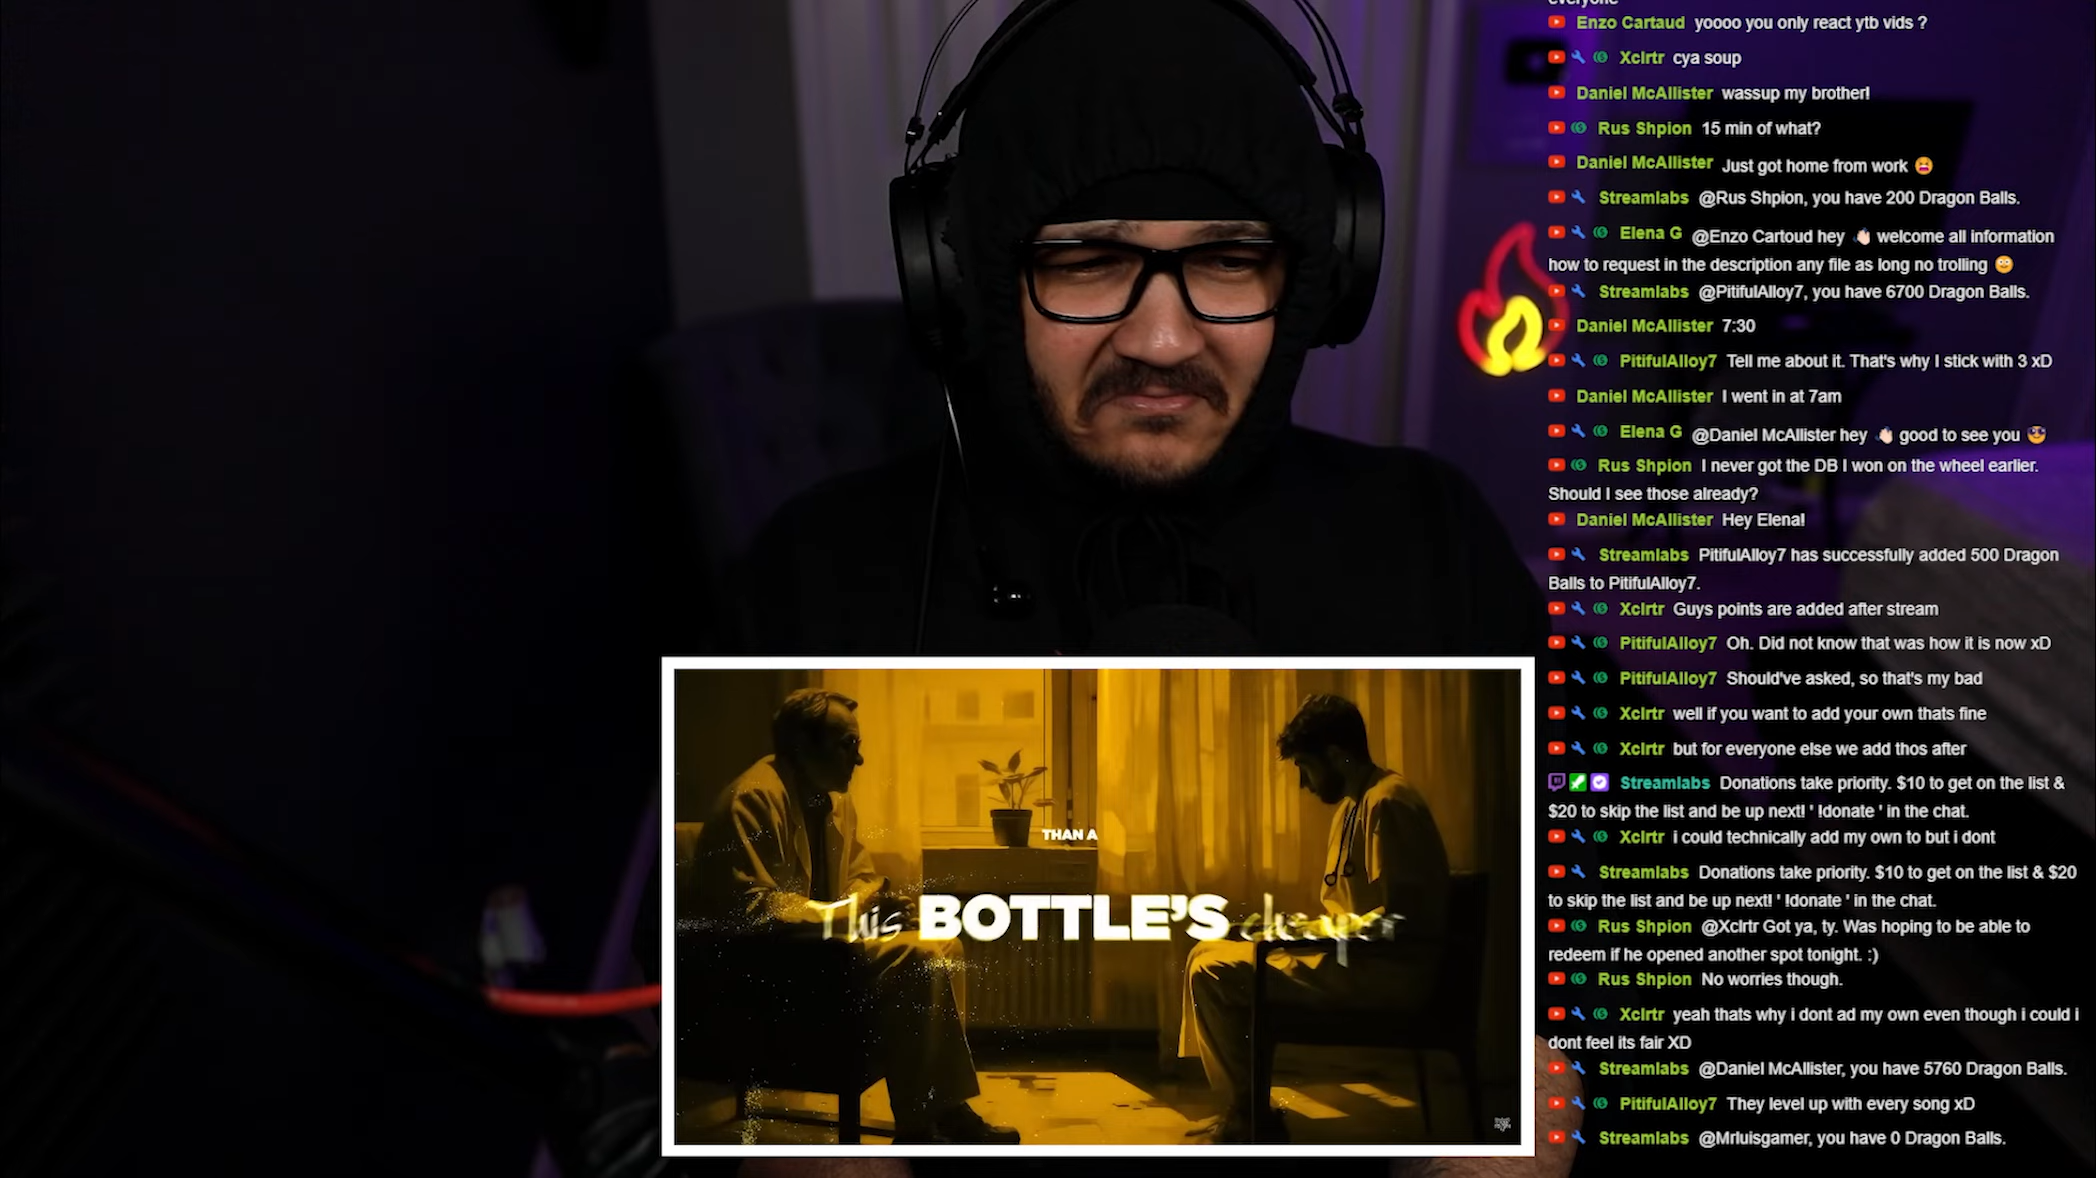 everyone
Enzo Cartaud yoooo you only react ytb vids ?
Xclrtr cya soup
Daniel McAllister wassup my brother!
Rus Shpion 15 min of what?
Daniel McAllister Just got home from work
Streamlabs @Rus Shpion, you have 200 Dragon Balls.
Elena G @Enzo Cartoud hey welcome all information
how to request in the description any file as long no trolling
Streamlabs @PitifulAlloy7, you have 6700 Dragon Balls.
Daniel McAllister 7:30
PitifulAlloy7 Tell me about it. That's why I stick with 3 xD
Daniel McAllister I went in at 7am
Elena G @Daniel McAllister hey good to see you
Rus Shpion I never got the DB I won on the wheel earlier.
Should I see those already?
Daniel McAllister Hey Elena!
Streamlabs PitifulAlloy7 has successfully added 500 Dragon
Balls to PitifulAlloy7.
Xclrtr Guys points are added after stream
PitifulAlloy7 Oh. Did not know that was how it is now xD
PitifulAlloy7 Should've asked, so that's my bad
Xclrtr well if you want to add your own thats fine
Xclrtr but for everyone else we add thos after
Streamlabs Donations take priority. $10 to get on the list &
$20 to skip the list and be up next! ' !donate ' in the chat.
Xclrtr i could technically add my own to but i dont
Streamlabs Donations take priority. $10 to get on the list & $20
to skip the list and be up next! ' !donate ' in the chat.
Rus Shpion @Xclrtr Got ya, ty. Was hoping to be able to
redeem if he opened another spot tonight. :)
Rus Shpion No worries though.
Xclrtr yeah thats why i dont ad my own even though i could i
dont feel its fair XD
Streamlabs @Daniel McAllister, you have 5760 Dragon Balls.
PitifulAlloy7 They level up with every song xD
Streamlabs @Mrluisgamer, you have 0 Dragon Balls.
THAN A
This BOTTLE'S cheaper